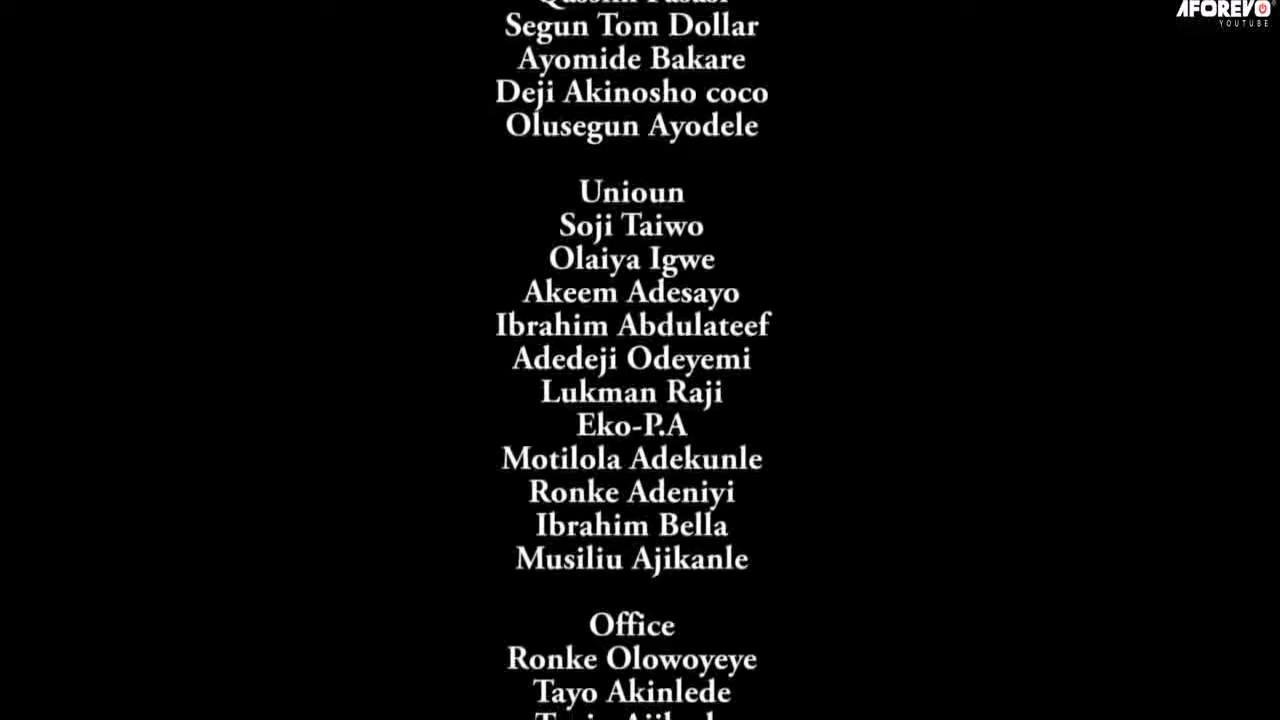 AFOREVO
YOUTUBE
Segun Tom Dollar
Ayomide Bakare
Deji Akinosho coco
Olusegun Ayodele
Unioun
Soji Taiwo
Olaiya Igwe
Akeem Adesayo
Ibrahim Abdulateef
Adedeji Odeyemi
Lukman Raji
Eko-P.A
Motilola Adekunle
Ronke Adeniyi
Ibrahim Bella
Musiliu Ajikanle
Office
Ronke Olowoyeye
Tayo Akinlede